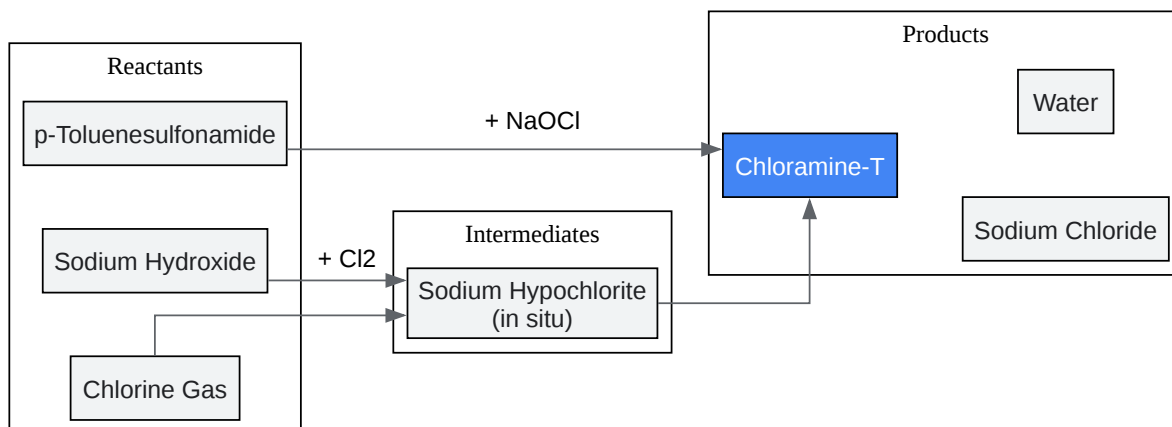 Products
Reactants
Water
p-Toluenesulfonamide
+ NaOCl
Chloramine-T
Intermediates
Sodium Chloride
Sodium Hydroxide
+ Cl2
Sodium Hypochlorite
(in situ)
Chlorine Gas